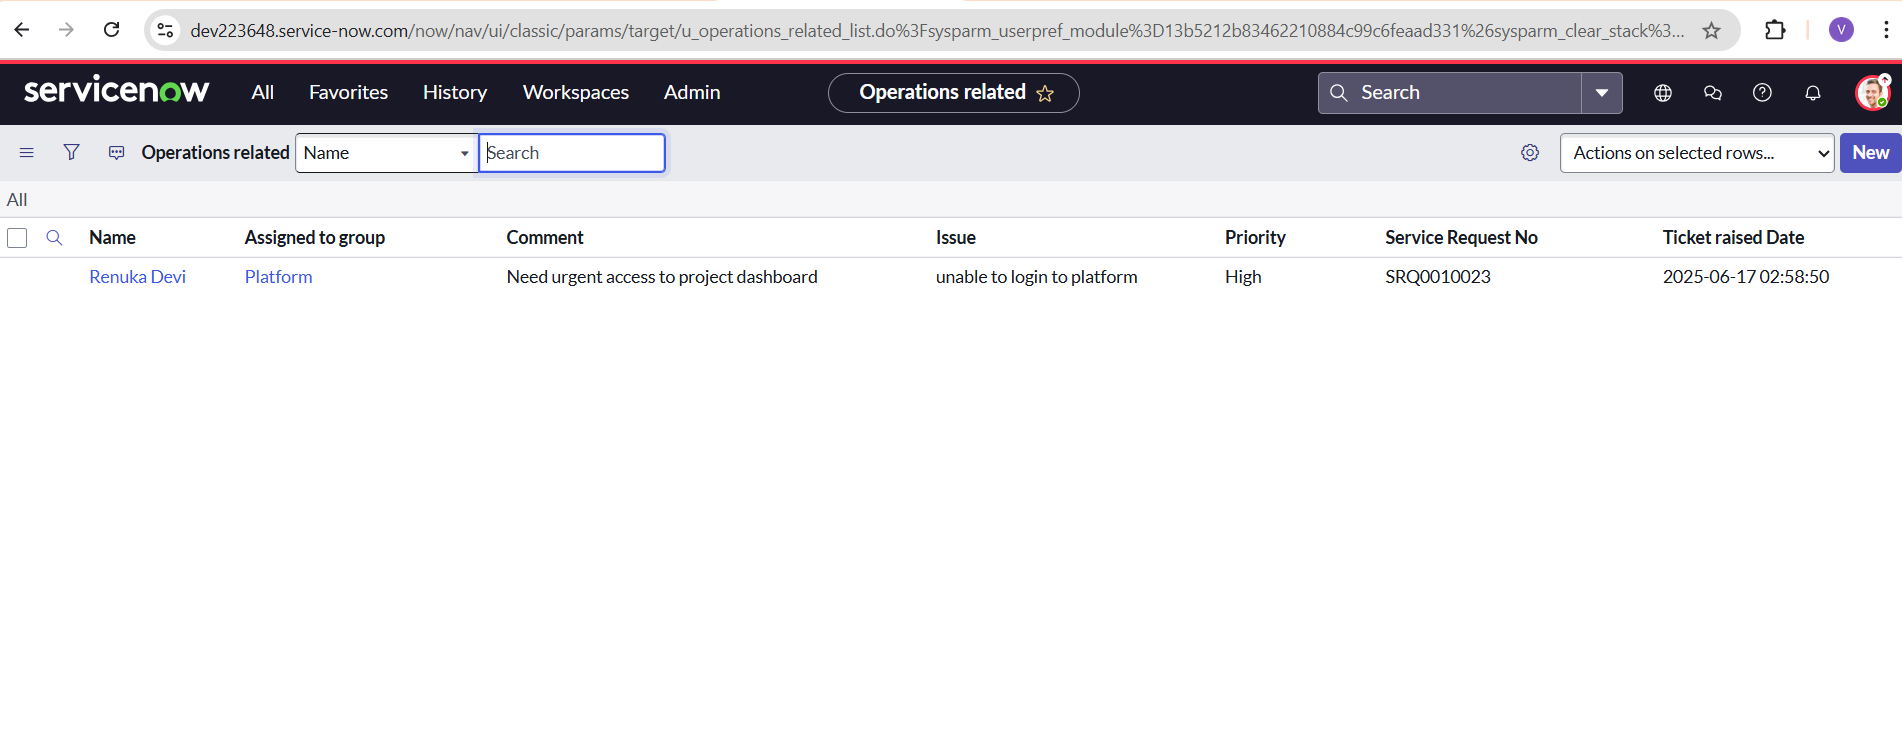 dev223648.service-now.com/now/nav/ui/classic/params/target/u_operations_related_list.do%3Fsysparm_userpref_module%3D13b5212b83462210884c99c6feaad331%26sysparm_clear_stack%3... V
servicenow All Favorites History Workspaces Admin Operations related Search
Operations related Name Search Actions on selected rows... New
All
Name Assigned to group Comment Issue Priority Service Request No Ticket raised Date
Renuka Devi Platform Need urgent access to project dashboard unable to login to platform High SRQ0010023 2025-06-17 02:58:50